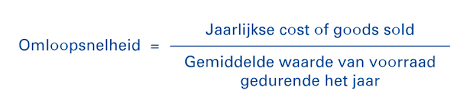 Jaarlijkse cost of goods sold
Omloopsnelheid =
Gemiddelde waarde van voorraad
gedurende het jaar